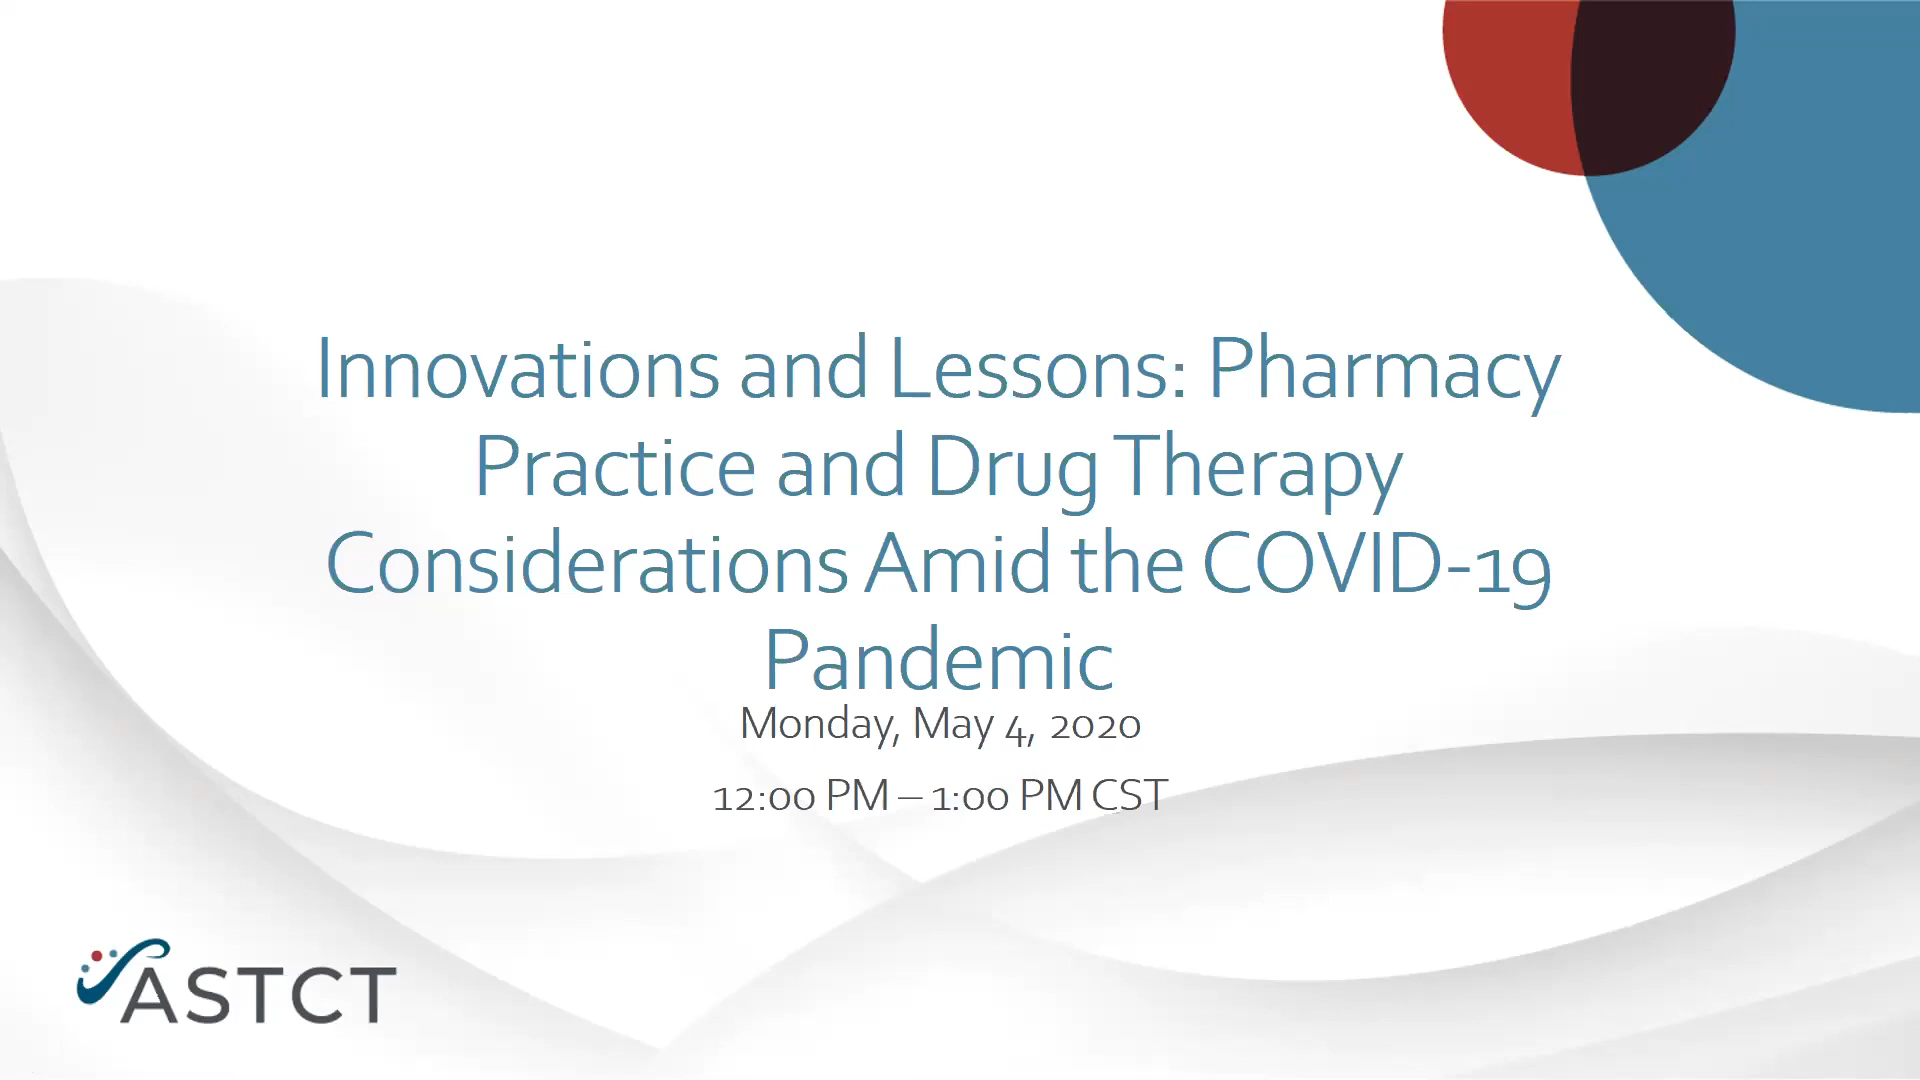 Innovations and Lessons: Pharmacy
Practice and Drug Therapy
Considerations Amid the COVID-19
Pandemic
Monday, May 4, 2020
12:00 PM – 1:00 PM CST
ASTCT